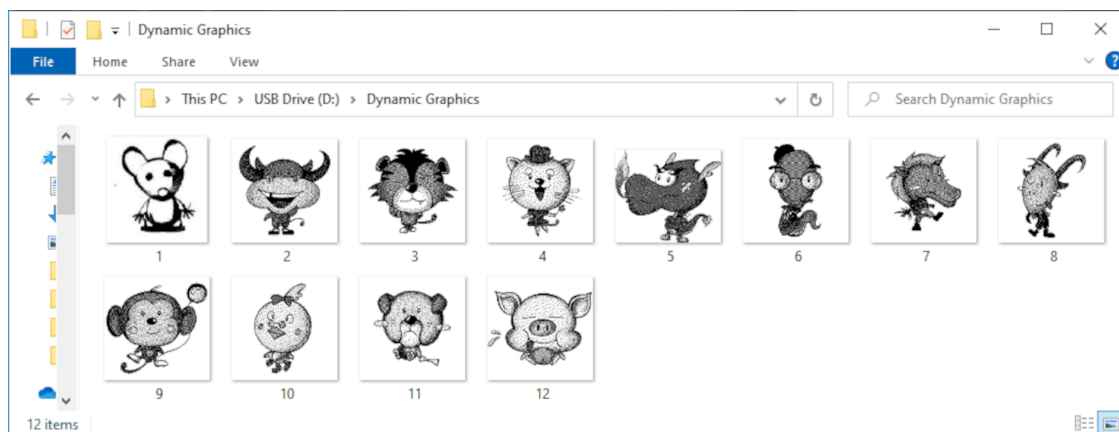 Dynamic Graphics
File Home Share View
This PC > USB Drive (D:) > Dynamic Graphics
Search Dynamic Graphics
1 2 3 4 5 6 7 8
9 10 11 12
12 items